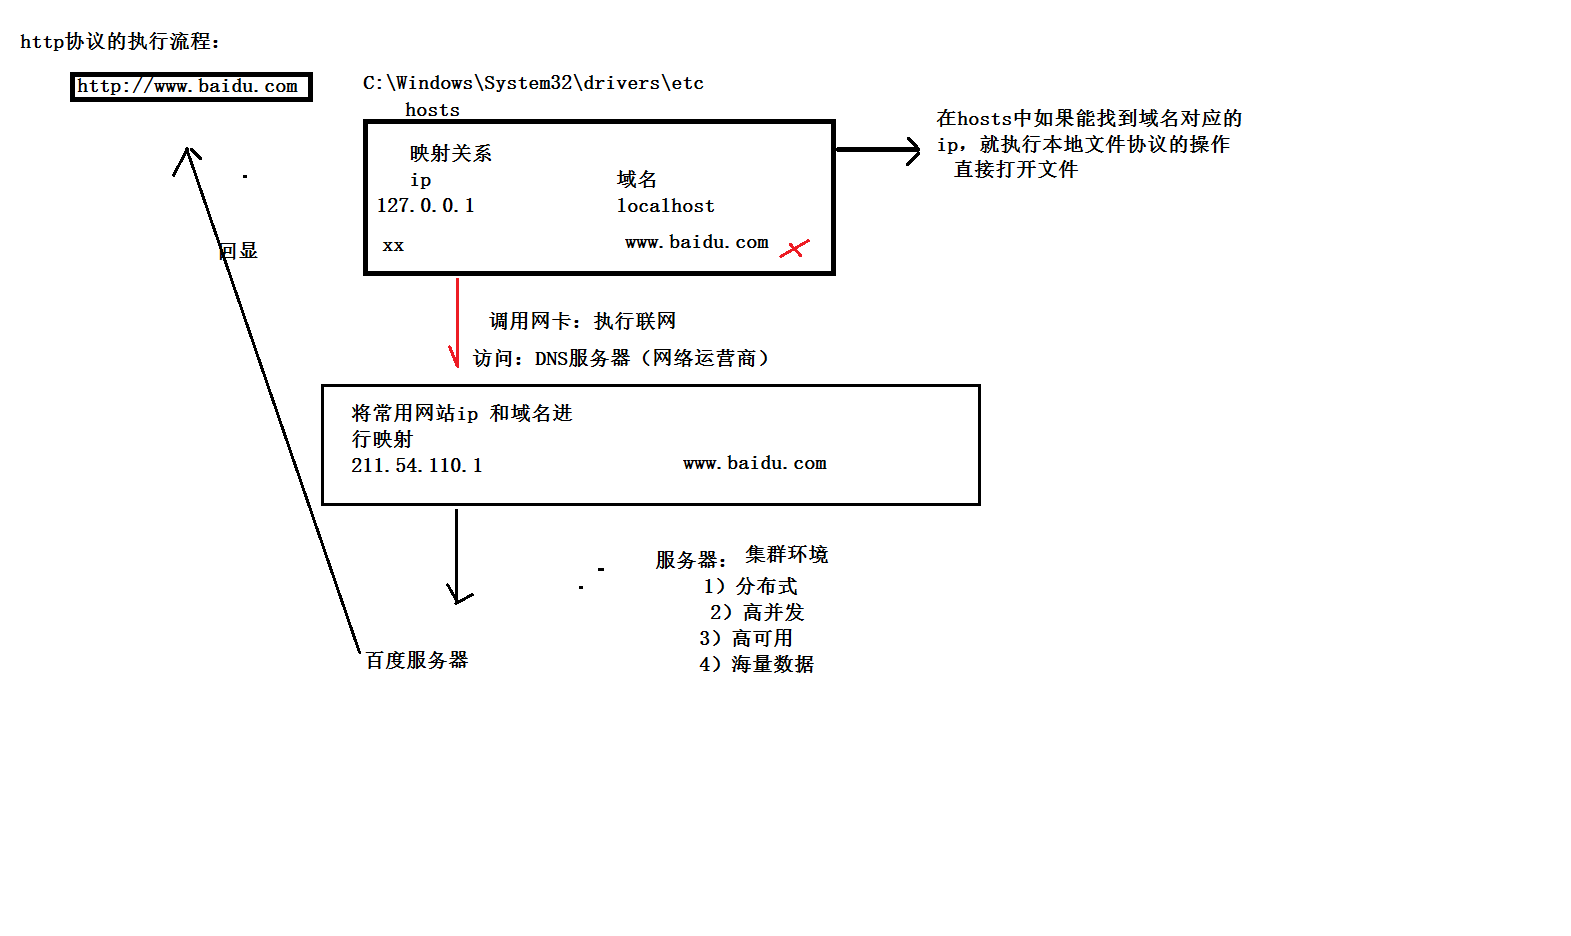 http协议的执行流程：
http://www.baidu.com
C:\Windows\System32\drivers\etc
hosts
映射关系
ip 域名
127.0.0.1 localhost
xx www.baidu.com
在hosts中如果能找到域名对应的
ip，就执行本地文件协议的操作
直接打开文件
回显
调用网卡：执行联网
访问：DNS服务器（网络运营商）
将常用网站ip 和域名进
行映射
211.54.110.1 www.baidu.com
服务器： 集群环境
1）分布式
2）高并发
3）高可用
4）海量数据
百度服务器